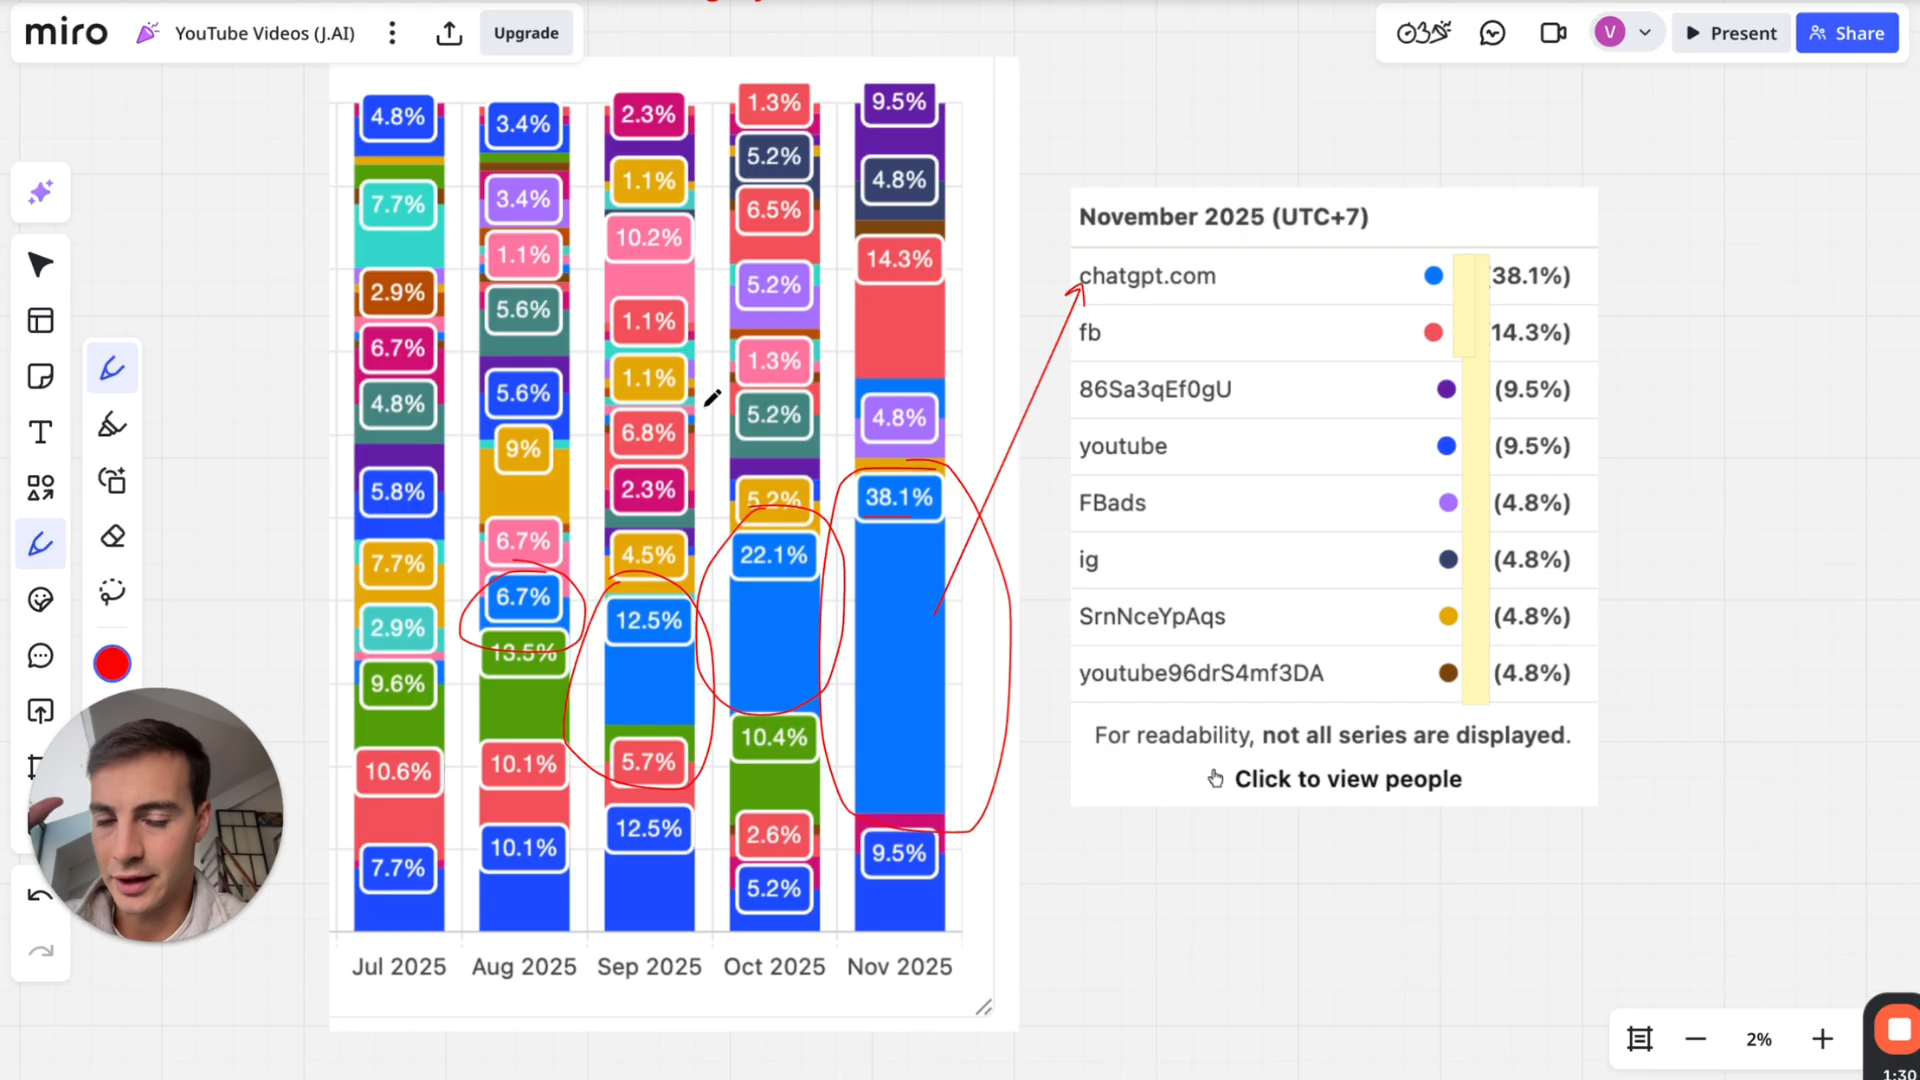 miro
YouTube Videos (J.AI)
Upgrade
Present
Share
V
4.8%
7.7%
2.9%
6.7%
4.8%
5.8%
7.7%
2.9%
9.6%
10.6%
7.7%
3.4%
3.4%
1.1%
5.6%
5.6%
9%
6.7%
6.7%
13.5%
10.1%
10.1%
2.3%
1.1%
10.2%
1.1%
1.1%
6.8%
2.3%
4.5%
12.5%
5.7%
12.5%
1.3%
5.2%
6.5%
5.2%
1.3%
5.2%
5.2%
22.1%
10.4%
2.6%
5.2%
9.5%
4.8%
14.3%
4.8%
38.1%
9.5%
Jul 2025
Aug 2025
Sep 2025
Oct 2025
Nov 2025
November 2025 (UTC+7)
chatgpt.com 38.1%)
fb 14.3%)
86Sa3qEf0gU (9.5%)
youtube (9.5%)
FBads (4.8%)
ig (4.8%)
SrnNceYpAqs (4.8%)
youtube96drS4mf3DA (4.8%)
For readability, not all series are displayed.
Click to view people
2%
1:30